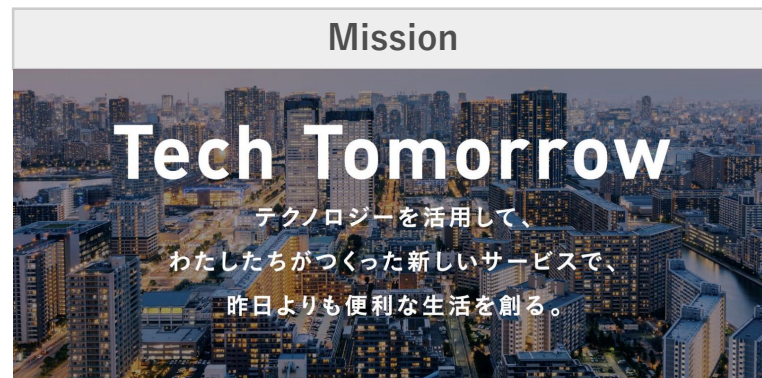 Mission
Tech Tomorrow
テクノロジーを活用して、
わたしたちがつくった新しいサービスで、
昨日よりも便利な生活を創る。